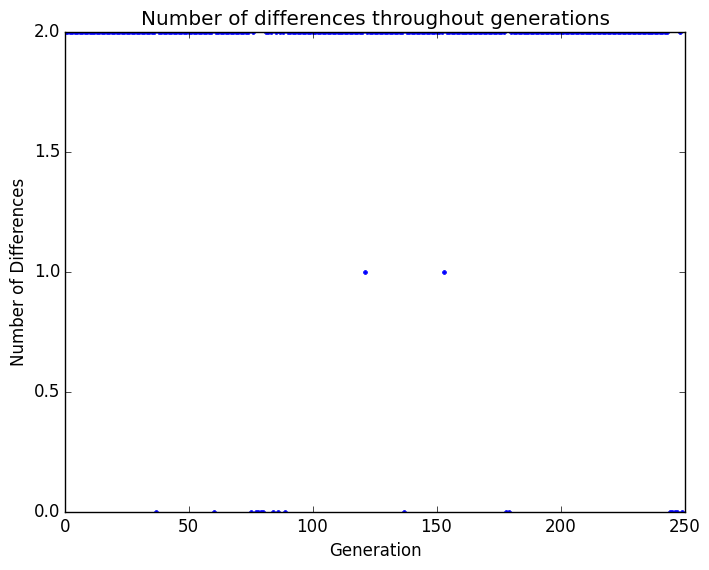 Number of differences throughout generations
2.0
1.5
1.0
0.5
0.0
Number of Differences
0 50 100 150 200 250
Generation